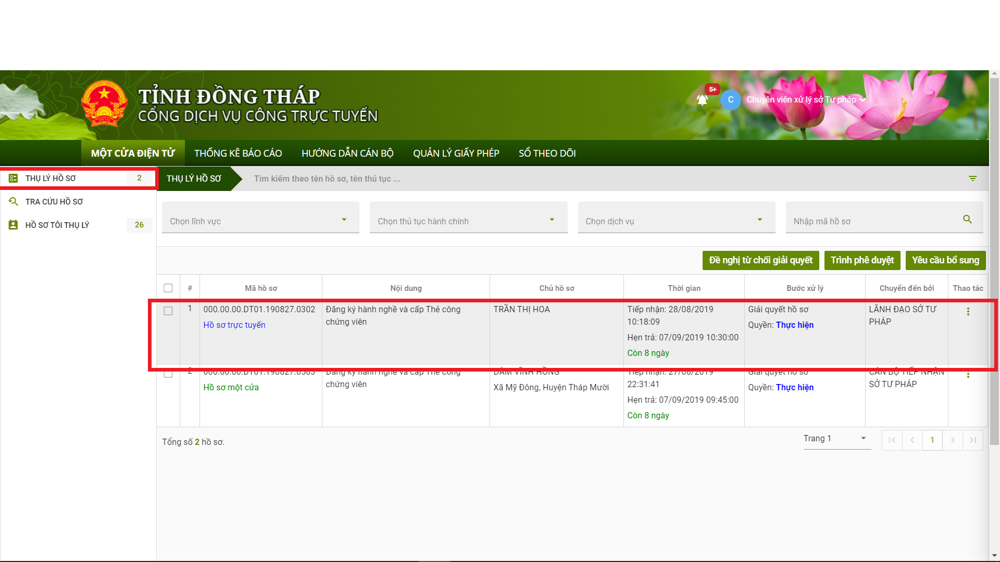 TỈNH ĐỒNG THÁP
CỔNG DỊCH VỤ CÔNG TRỰC TUYẾN
5+
C
Chuyên viên xử lý sở Tư pháp
MỘT CỬA ĐIỆN TỬ
THỐNG KÊ BÁO CÁO
HƯỚNG DẪN CÁN BỘ
QUẢN LÝ GIẤY PHÉP
SỔ THEO DÕI
THỤ LÝ HỒ SƠ
2
TRA CỨU HỒ SƠ
HỒ SƠ TÔI THỤ LÝ
26
THỤ LÝ HỒ SƠ
Tìm kiếm theo tên hồ sơ, tên thủ tục ...
Chọn lĩnh vực
Chọn thủ tục hành chính
Chọn dịch vụ
Nhập mã hồ sơ
Đề nghị từ chối giải quyết
Trình phê duyệt
Yêu cầu bổ sung
#
Mã hồ sơ
Nội dung
Chủ hồ sơ
Thời gian
Bước xử lý
Chuyển đến bởi
Thao tác
1
000.00.00.DT01.190827.0302
Hồ sơ trực tuyến
Đăng ký hành nghề và cấp Thẻ công
chứng viên
TRẦN THỊ HOA
Tiếp nhận: 28/08/2019
10:18:09
Hẹn trả: 07/09/2019 10:30:00
Còn 8 ngày
Giải quyết hồ sơ
Quyền: Thực hiện
LÃNH ĐẠO SỞ TƯ
PHÁP
2
000.00.00.DT01.190827.0303
Hồ sơ một cửa
Đăng ký hành nghề và cấp Thẻ công
chứng viên
ĐÀM VĨNH HỒNG
Xã Mỹ Đông, Huyện Tháp Mười
Tiếp nhận: 27/08/2019
22:31:41
Hẹn trả: 07/09/2019 09:45:00
Còn 8 ngày
Giải quyết hồ sơ
Quyền: Thực hiện
CÁN BỘ TIẾP NHẬN
SỞ TƯ PHÁP
Tổng số 2 hồ sơ.
Trang 1
1